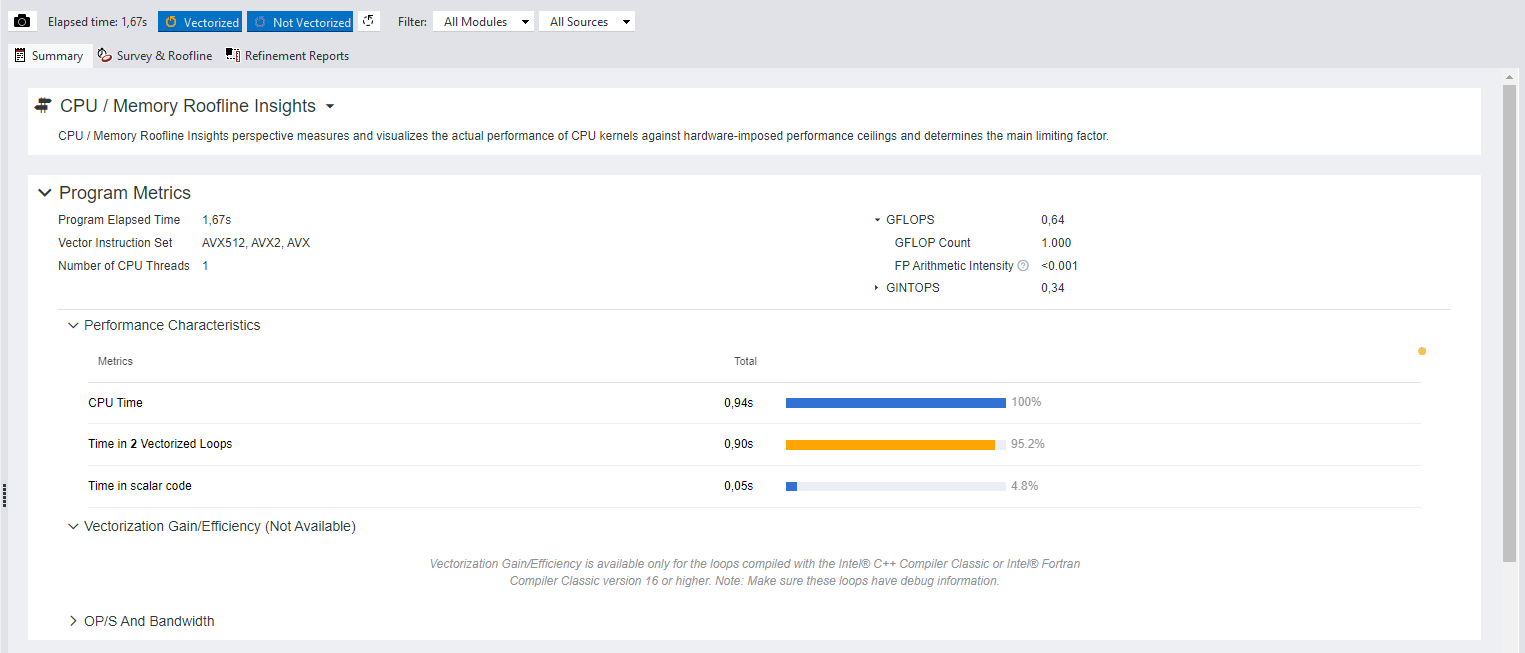 Elapsed time: 1,67s Vectorized Not Vectorized Filter: All Modules All Sources
Summary Survey & Roofline Refinement Reports
CPU / Memory Roofline Insights
CPU / Memory Roofline Insights perspective measures and visualizes the actual performance of CPU kernels against hardware-imposed performance ceilings and determines the main limiting factor.
Program Metrics
Program Elapsed Time 1,67s
Vector Instruction Set AVX512, AVX2, AVX
Number of CPU Threads 1
GFLOPS 0,64
GFLOP Count 1.000
FP Arithmetic Intensity ? <0.001
GINTOPS 0,34
Performance Characteristics
Metrics Total
CPU Time 0,94s 100%
Time in 2 Vectorized Loops 0,90s 95.2%
Time in scalar code 0,05s 4.8%
Vectorization Gain/Efficiency (Not Available)
Vectorization Gain/Efficiency is available only for the loops compiled with the Intel® C++ Compiler Classic or Intel® Fortran
Compiler Classic version 16 or higher. Note: Make sure these loops have debug information.
OP/S And Bandwidth